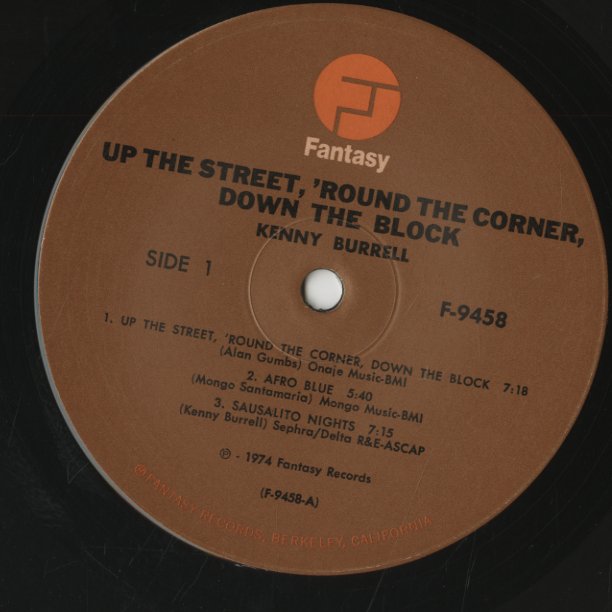 Fantasy
UP THE STREET, 'ROUND THE CORNER,
DOWN THE BLOCK
KENNY BURRELL
SIDE 1
F-9458
1. UP THE STREET, 'ROUND THE CORNER, DOWN THE BLOCK 7:18
(Alan Gumbs) Onaje Music-BMI
2. AFRO BLUE 5:40
(Mongo Santamaria) Mongo Music-BMI
3. SAUSALITO NIGHTS 7:15
(Kenny Burrell) Sephra/Delta R&E-ASCAP
℗ - 1974 Fantasy Records
(F-9458-A)
℗FANTASY RECORDS, BERKELEY, CALIFORNIA